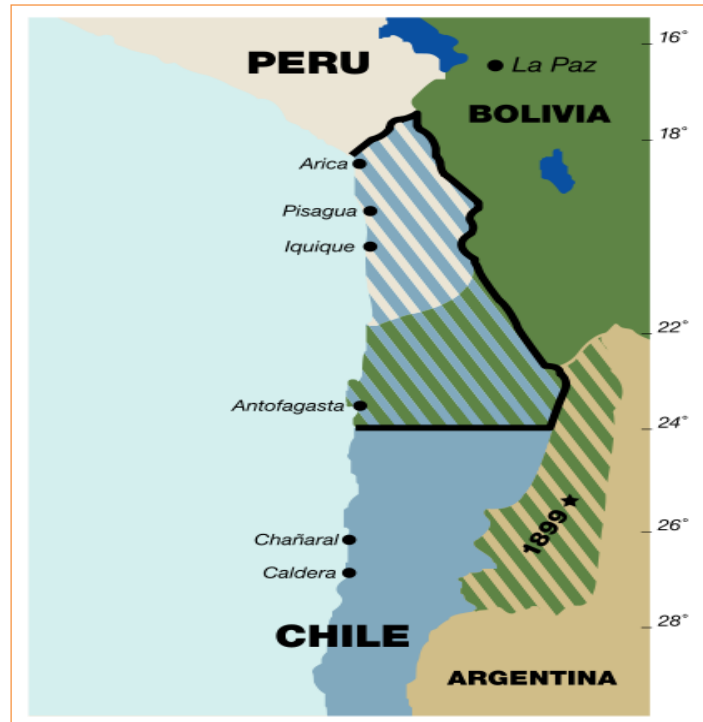 16°
PERU
La Paz
BOLIVIA
18°
Arica
Pisagua
Iquique
22°
Antofagasta
24°
1899
26°
Chañaral
Caldera
28°
CHILE
ARGENTINA